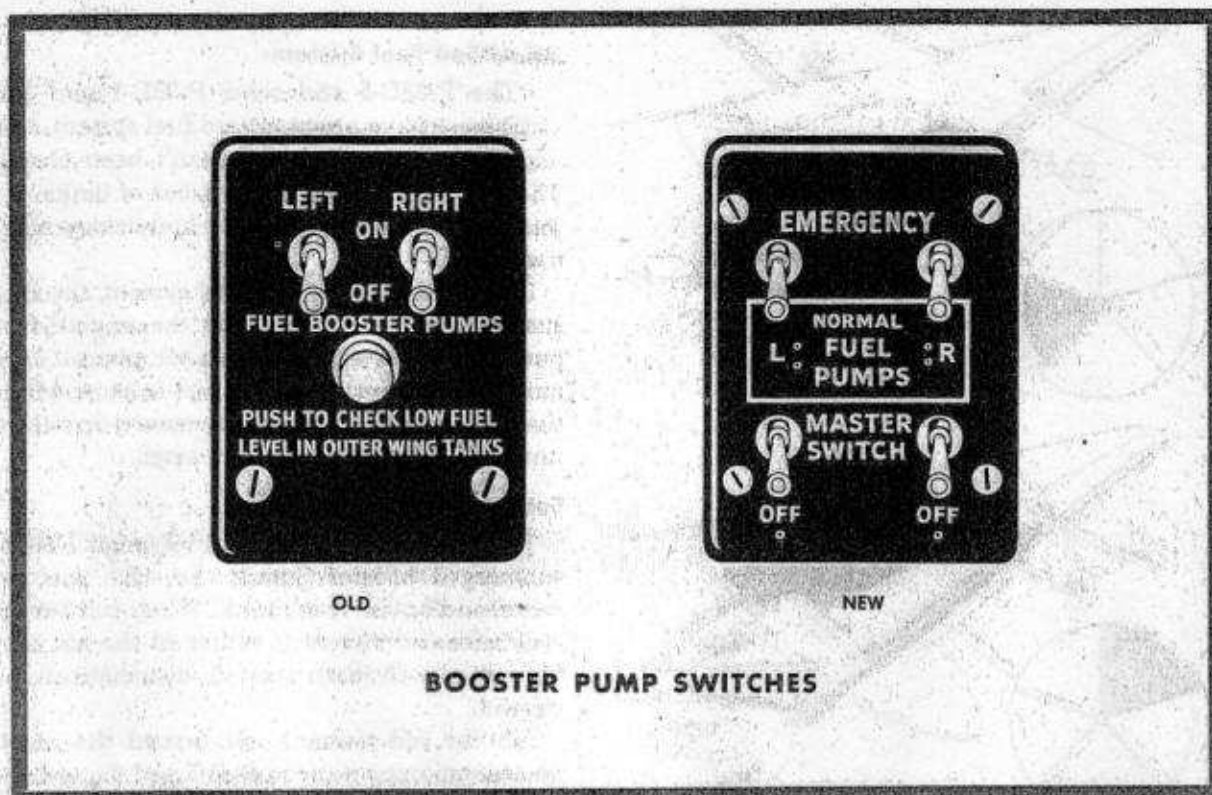 LEFT RIGHT
ON
OFF
FUEL BOOSTER PUMPS
PUSH TO CHECK LOW FUEL
LEVEL IN OUTER WING TANKS
OLD
EMERGENCY
NORMAL
L FUEL R
PUMPS
MASTER
SWITCH
OFF OFF
NEW
BOOSTER PUMP SWITCHES